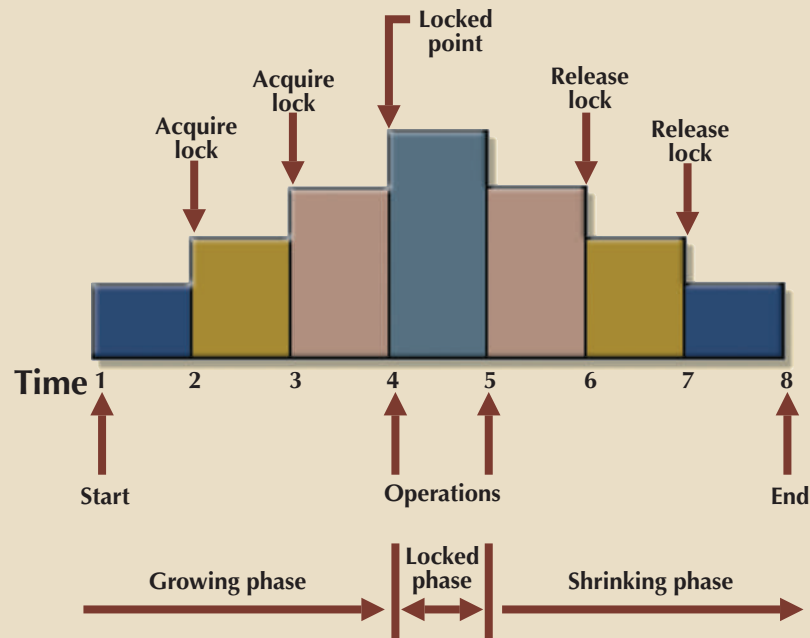 Locked
point
Acquire
lock
Release
lock
Acquire
lock
Release
lock
Time 1 2 3 4 5 6 7 8
Start
Operations
End
Growing phase
Locked
phase
Shrinking phase